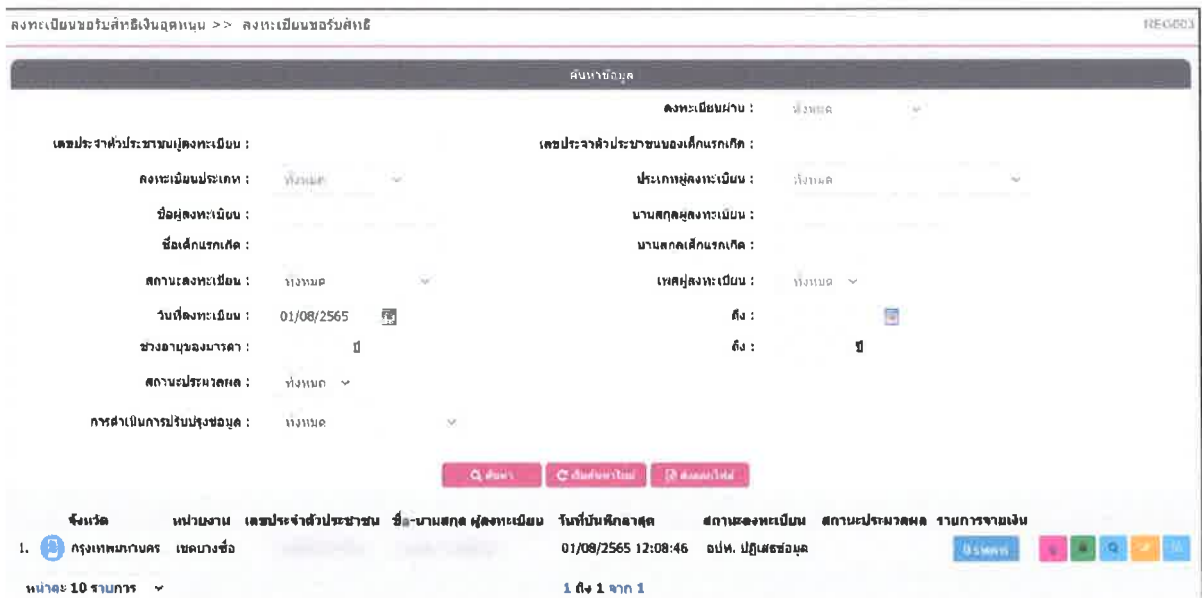 ลงทะเบียนขอรับสิทธิเงินอุดหนุน >> ลงทะเบียนขอรับสิทธิ REG003
ค้นหาข้อมูล
ลงทะเบียนผ่าน : ทั้งหมด
เลขประจำตัวประชาชนผู้ลงทะเบียน : เลขประจำตัวประชาชนของเด็กแรกเกิด :
ลงทะเบียนประเภท : ทั้งหมด ประเภทผู้ลงทะเบียน : ทั้งหมด
ชื่อผู้ลงทะเบียน : นามสกุลผู้ลงทะเบียน :
ชื่อเด็กแรกเกิด : นามสกุลเด็กแรกเกิด :
สถานะลงทะเบียน : ทั้งหมด เพศผู้ลงทะเบียน : ทั้งหมด
วันที่ลงทะเบียน : 01/08/2565 ถึง :
ช่วงอายุของมารดา : ปี ถึง : ปี
สถานะประมวลผล : ทั้งหมด
การดำเนินการปรับปรุงข้อมูล : ทั้งหมด
ค้นหา เริ่มค้นหาใหม่ ส่งออกไฟล์
จังหวัด หน่วยงาน เลขประจำตัวประชาชน ชื่อ-นามสกุล ผู้ลงทะเบียน วันที่บันทึกล่าสุด สถานะลงทะเบียน สถานะประมวลผล รายการจ่ายเงิน
1. กรุงเทพมหานคร เขตบางซื่อ 01/08/2565 12:08:46 อปท. ปฏิเสธข้อมูล
หน้าละ 10 รายการ 1 ถึง 1 จาก 1